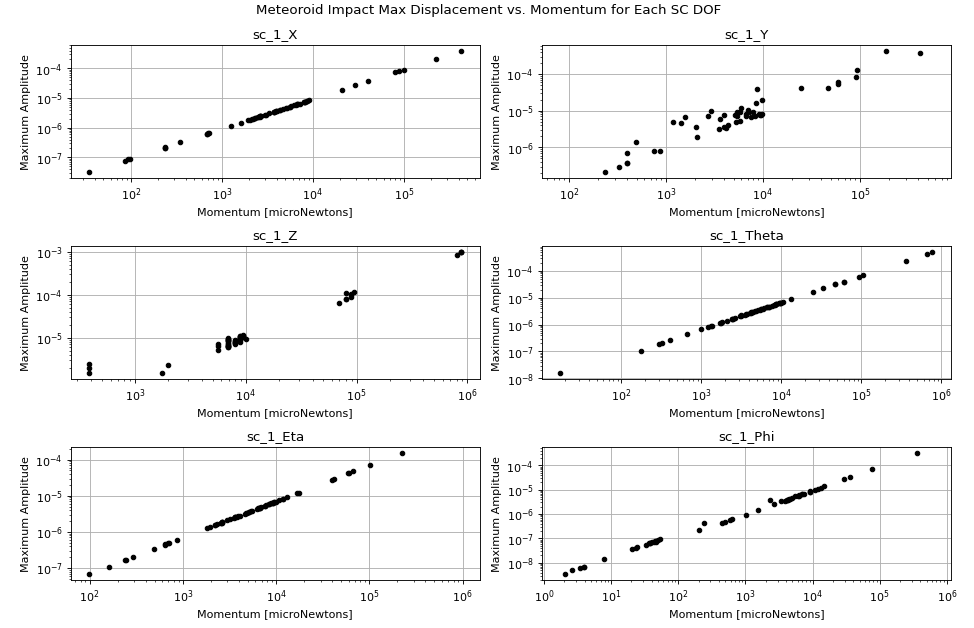 Meteoroid Impact Max Displacement vs. Momentum for Each SC DOF
sc_1_X
Maximum Amplitude
10⁻⁴
10⁻⁵
10⁻⁶
10⁻⁷
10² 10³ 10⁴ 10⁵
Momentum [microNewtons]
sc_1_Y
Maximum Amplitude
10⁻⁴
10⁻⁵
10⁻⁶
10² 10³ 10⁴ 10⁵
Momentum [microNewtons]
sc_1_Z
Maximum Amplitude
10⁻³
10⁻⁴
10⁻⁵
10³ 10⁴ 10⁵ 10⁶
Momentum [microNewtons]
sc_1_Theta
Maximum Amplitude
10⁻⁴
10⁻⁵
10⁻⁶
10⁻⁷
10⁻⁸
10² 10³ 10⁴ 10⁵ 10⁶
Momentum [microNewtons]
sc_1_Eta
Maximum Amplitude
10⁻⁴
10⁻⁵
10⁻⁶
10⁻⁷
10² 10³ 10⁴ 10⁵ 10⁶
Momentum [microNewtons]
sc_1_Phi
Maximum Amplitude
10⁻⁴
10⁻⁵
10⁻⁶
10⁻⁷
10⁻⁸
10⁰ 10¹ 10² 10³ 10⁴ 10⁵ 10⁶
Momentum [microNewtons]